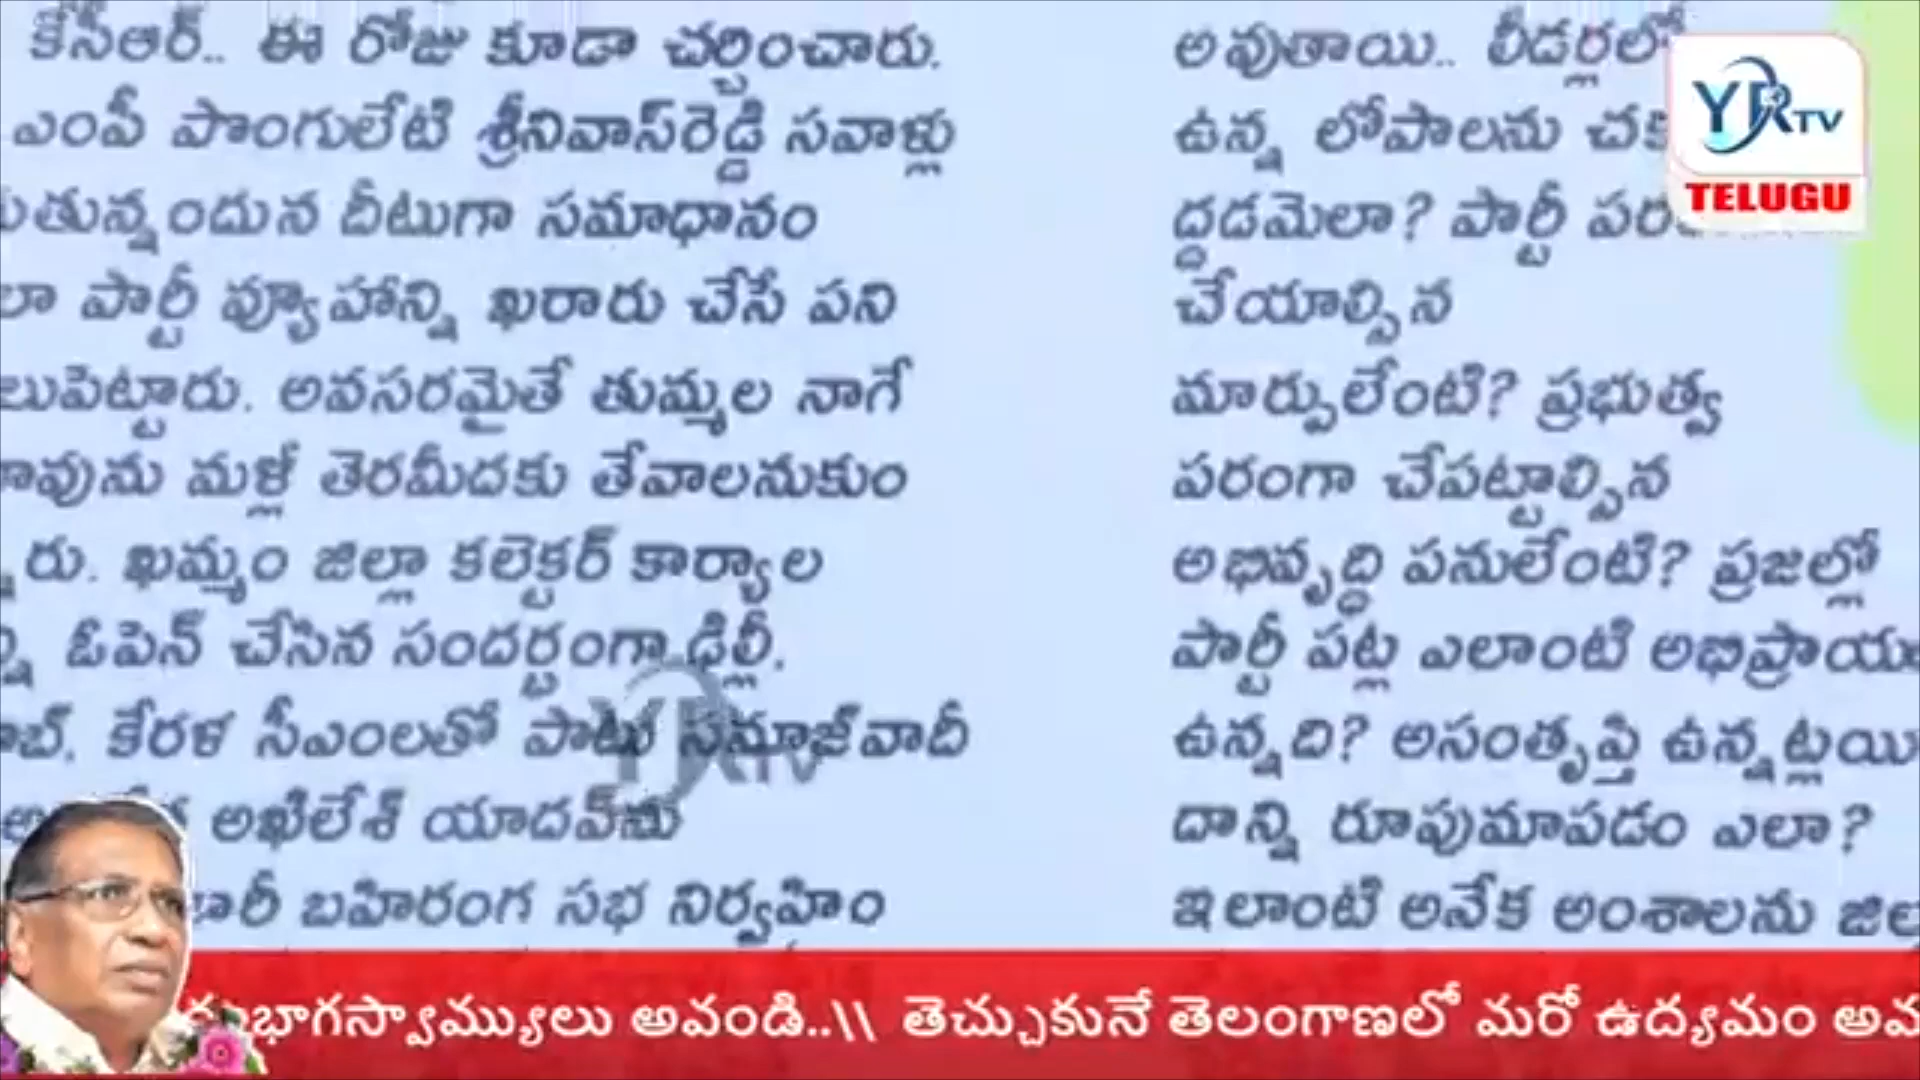 కేసీఆర్.. ఈ రోజు కూడా చర్చించారు.
ఎంపీ పొంగులేటి శ్రీనివాస్‌రెడ్డి సవాళ్లు
తున్నందున దీటుగా సమాధానం
లా పార్టీ వ్యూహాన్ని ఖరారు చేసే పని
లుపెట్టారు. అవసరమైతే తుమ్మల నాగే
వును మళ్లీ తెరమీదకు తేవాలనుకుం
రు. ఖమ్మం జిల్లా కలెక్టర్ కార్యాల
ఓపెన్ చేసిన సందర్భంగా ఢిల్లీ,
కేరళ సీఎంలతో పాటు సమాజ్‌వాదీ
అఖిలేశ్ యాదవ్‌ను
బహిరంగ సభ నిర్వహిం
అవుతాయి.. లీడర్లలో
ఉన్న లోపాలను చక
ద్దడమెలా? పార్టీ పర
చేయాల్సిన
మార్పులేంటి? ప్రభుత్వ
పరంగా చేపట్టాల్సిన
అభివృద్ధి పనులేంటి? ప్రజల్లో
పార్టీ పట్ల ఎలాంటి అభిప్రాయం
ఉన్నది? అసంతృప్తి ఉన్నట్లయి
దాన్ని రూపుమాపడం ఎలా?
ఇలాంటి అనేక అంశాలను జిల్
YRTV
TELUGU
YRTV
భాగస్వామ్యులు అవండి..\\ తెచ్చుకునే తెలంగాణలో మరో ఉద్యమం అవ